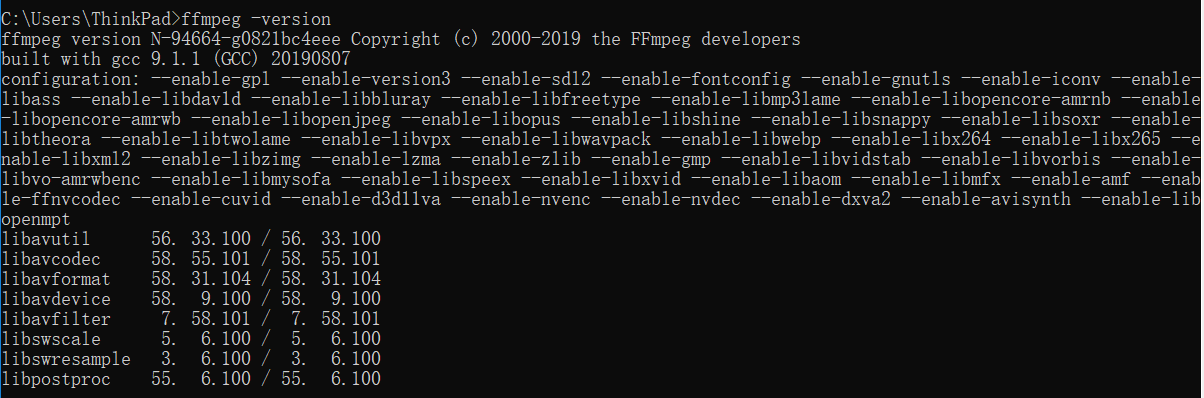 C:\Users\ThinkPad>ffmpeg -version
ffmpeg version N-94664-g0821bc4eee Copyright (c) 2000-2019 the FFmpeg developers
built with gcc 9.1.1 (GCC) 20190807
configuration: --enable-gpl --enable-version3 --enable-sdl2 --enable-fontconfig --enable-gnutls --enable-iconv --enable-
libass --enable-libdav1d --enable-libbluray --enable-libfreetype --enable-libmp3lame --enable-libopencore-amrnb --enable
-libopencore-amrwb --enable-libopenjpeg --enable-libopus --enable-libshine --enable-libsnappy --enable-libsoxr --enable-
libtheora --enable-libtwolame --enable-libvpx --enable-libwavpack --enable-libwebp --enable-libx264 --enable-libx265 --e
nable-libxml2 --enable-libzimg --enable-lzma --enable-zlib --enable-gmp --enable-libvidstab --enable-libvorbis --enable-
libvo-amrwbenc --enable-libmysofa --enable-libspeex --enable-libxvid --enable-libaom --enable-libmfx --enable-amf --enab
le-ffnvcodec --enable-cuvid --enable-d3d11va --enable-nvenc --enable-nvdec --enable-dxva2 --enable-avisynth --enable-lib
openmpt
libavutil      56. 33.100 / 56. 33.100
libavcodec     58. 55.101 / 58. 55.101
libavformat    58. 31.104 / 58. 31.104
libavdevice    58.  9.100 / 58.  9.100
libavfilter     7. 58.101 /  7. 58.101
libswscale      5.  6.100 /  5.  6.100
libswresample   3.  6.100 /  3.  6.100
libpostproc    55.  6.100 / 55.  6.100